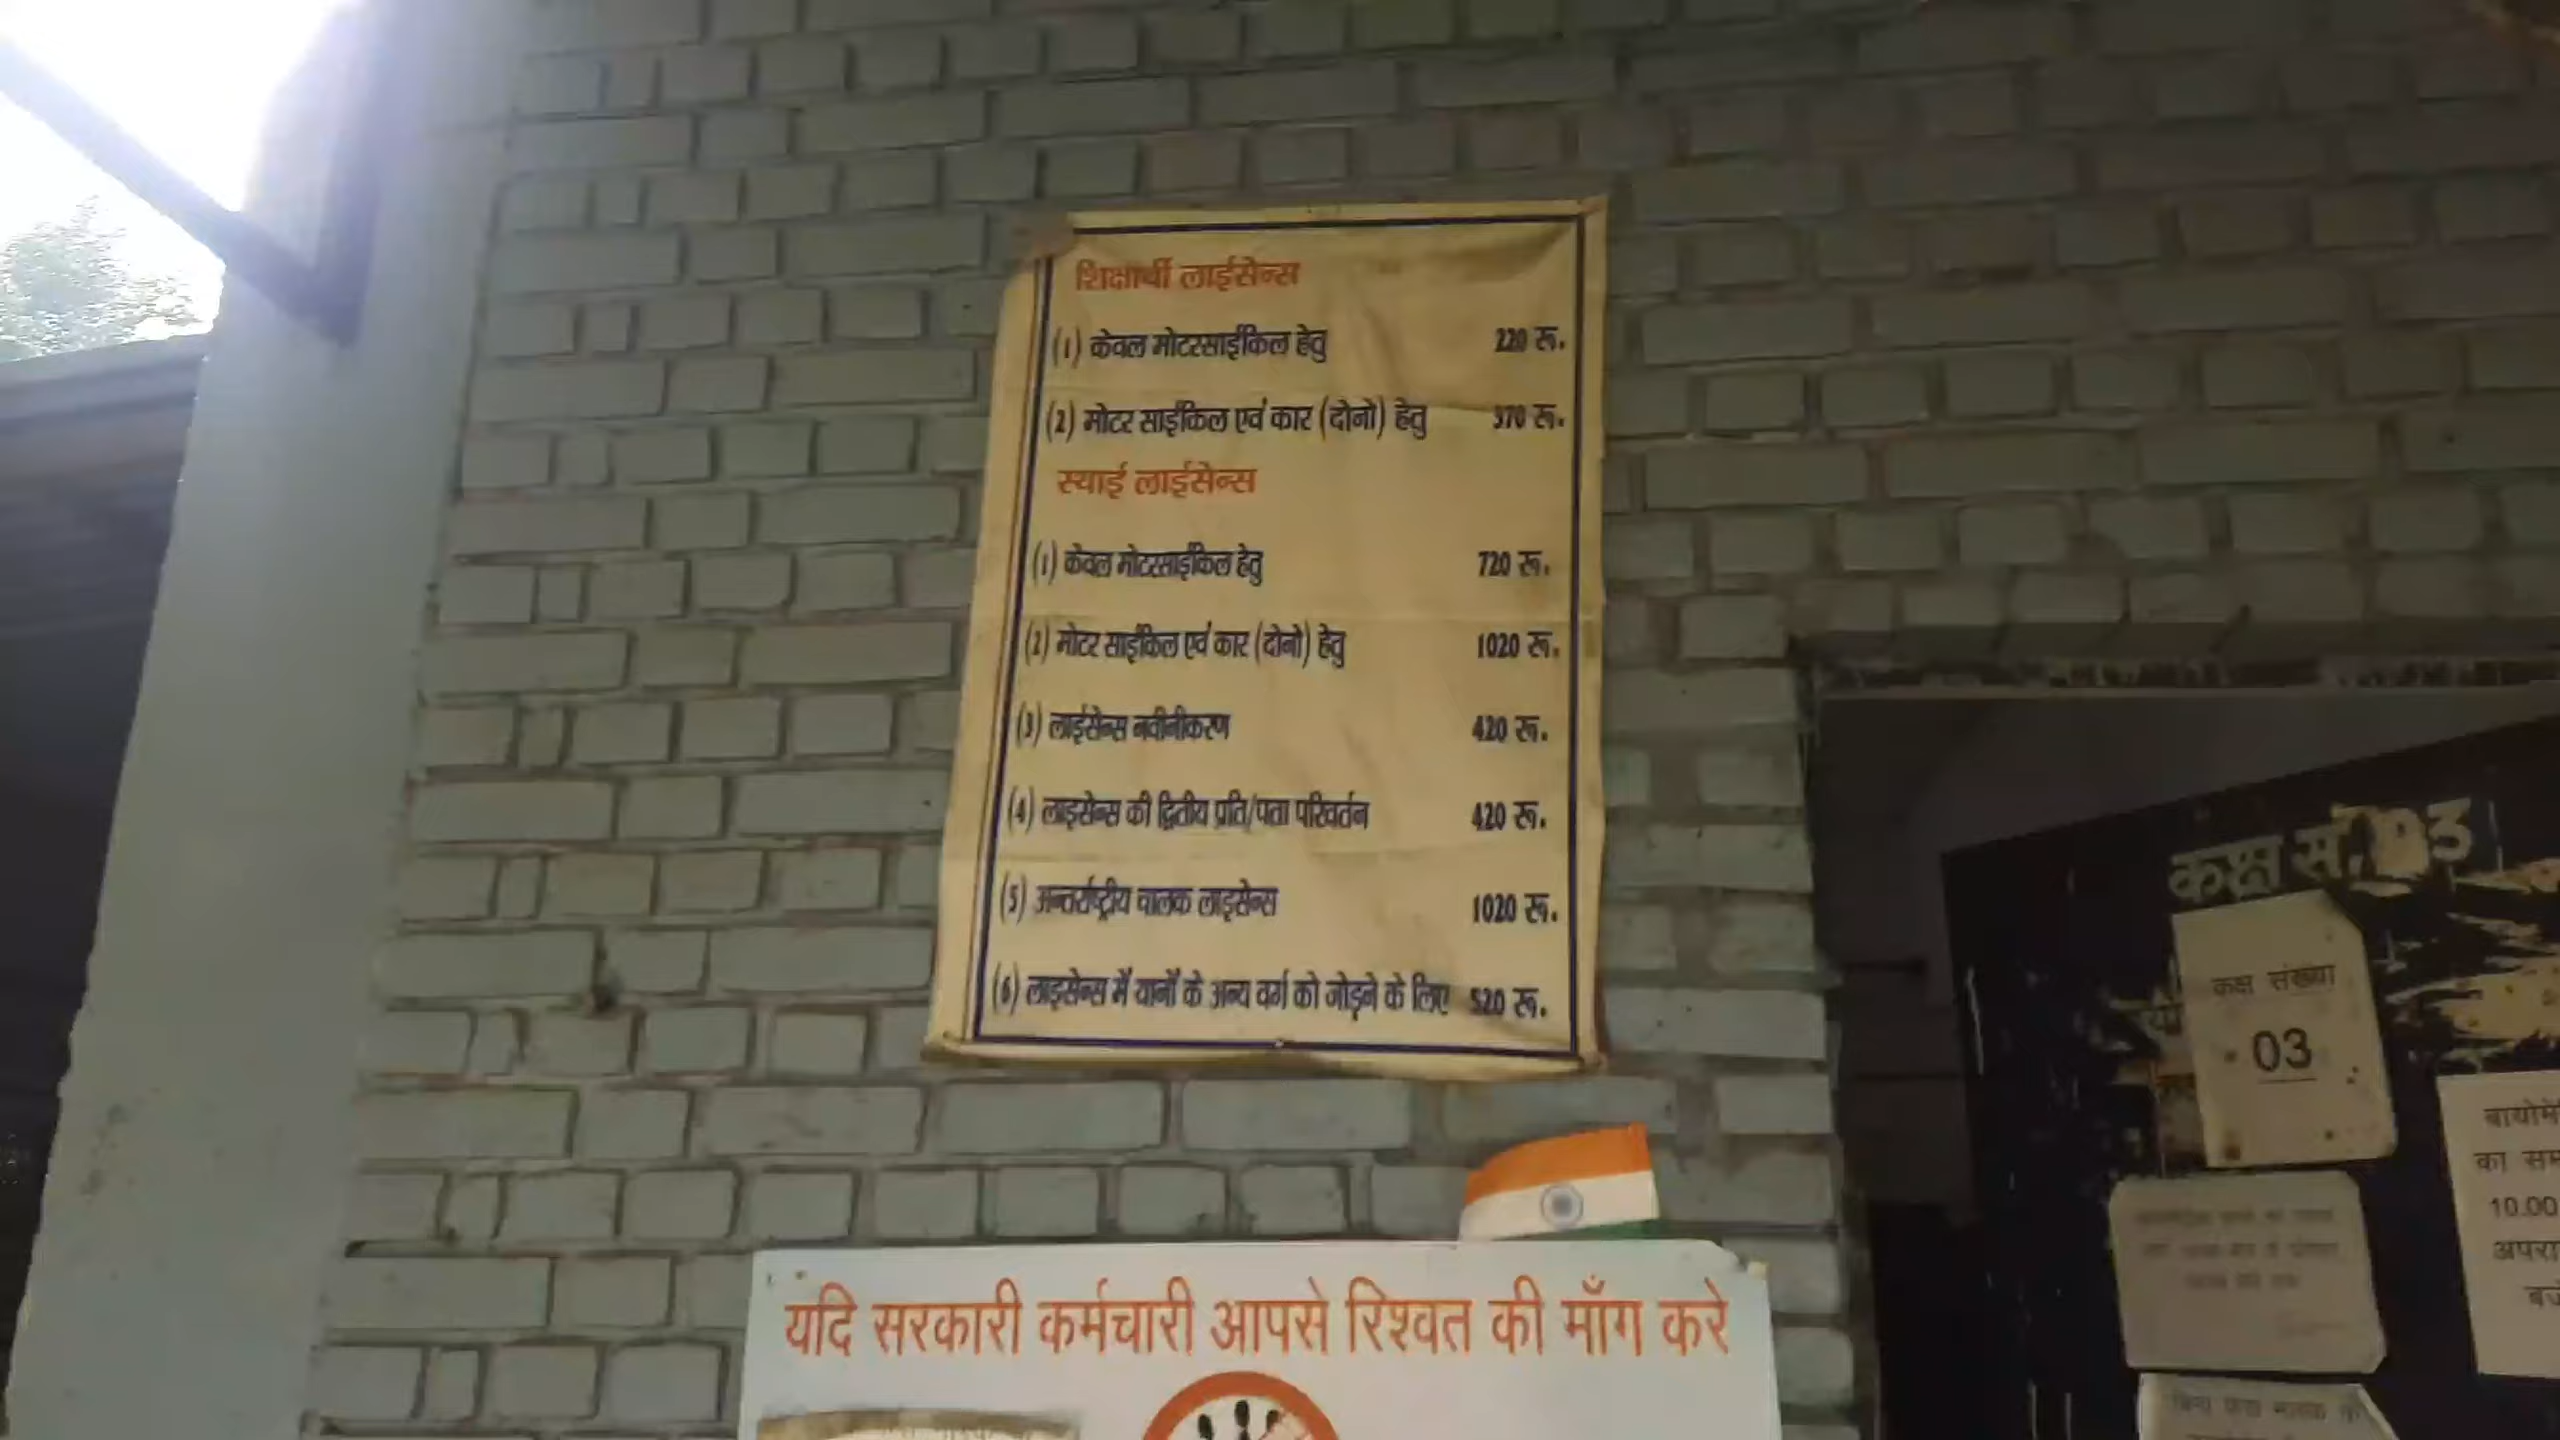 शिक्षार्थी लाईसेन्स
(1) केवल मोटरसाईकिल हेतु 220 रू.
(2) मोटर साईकिल एवं कार (दोनो) हेतु 370 रू.
स्थाई लाईसेन्स
(1) केवल मोटरसाईकिल हेतु 720 रू.
(2) मोटर साईकिल एवं कार (दोनो) हेतु 1020 रू.
(3) लाईसेन्स नवीनीकरण 420 रू.
(4) लाइसेन्स की द्वितीय प्रति/पता परिवर्तन 420 रू.
(5) अन्तर्राष्ट्रीय चालक लाइसेन्स 1020 रू.
(6) लाइसेन्स में यानों के अन्य वर्ग को जोड़ने के लिए 520 रू.
यदि सरकारी कर्मचारी आपसे रिश्वत की माँग करे
कक्ष सं. 03
कक्ष संख्या
03
का
10.00